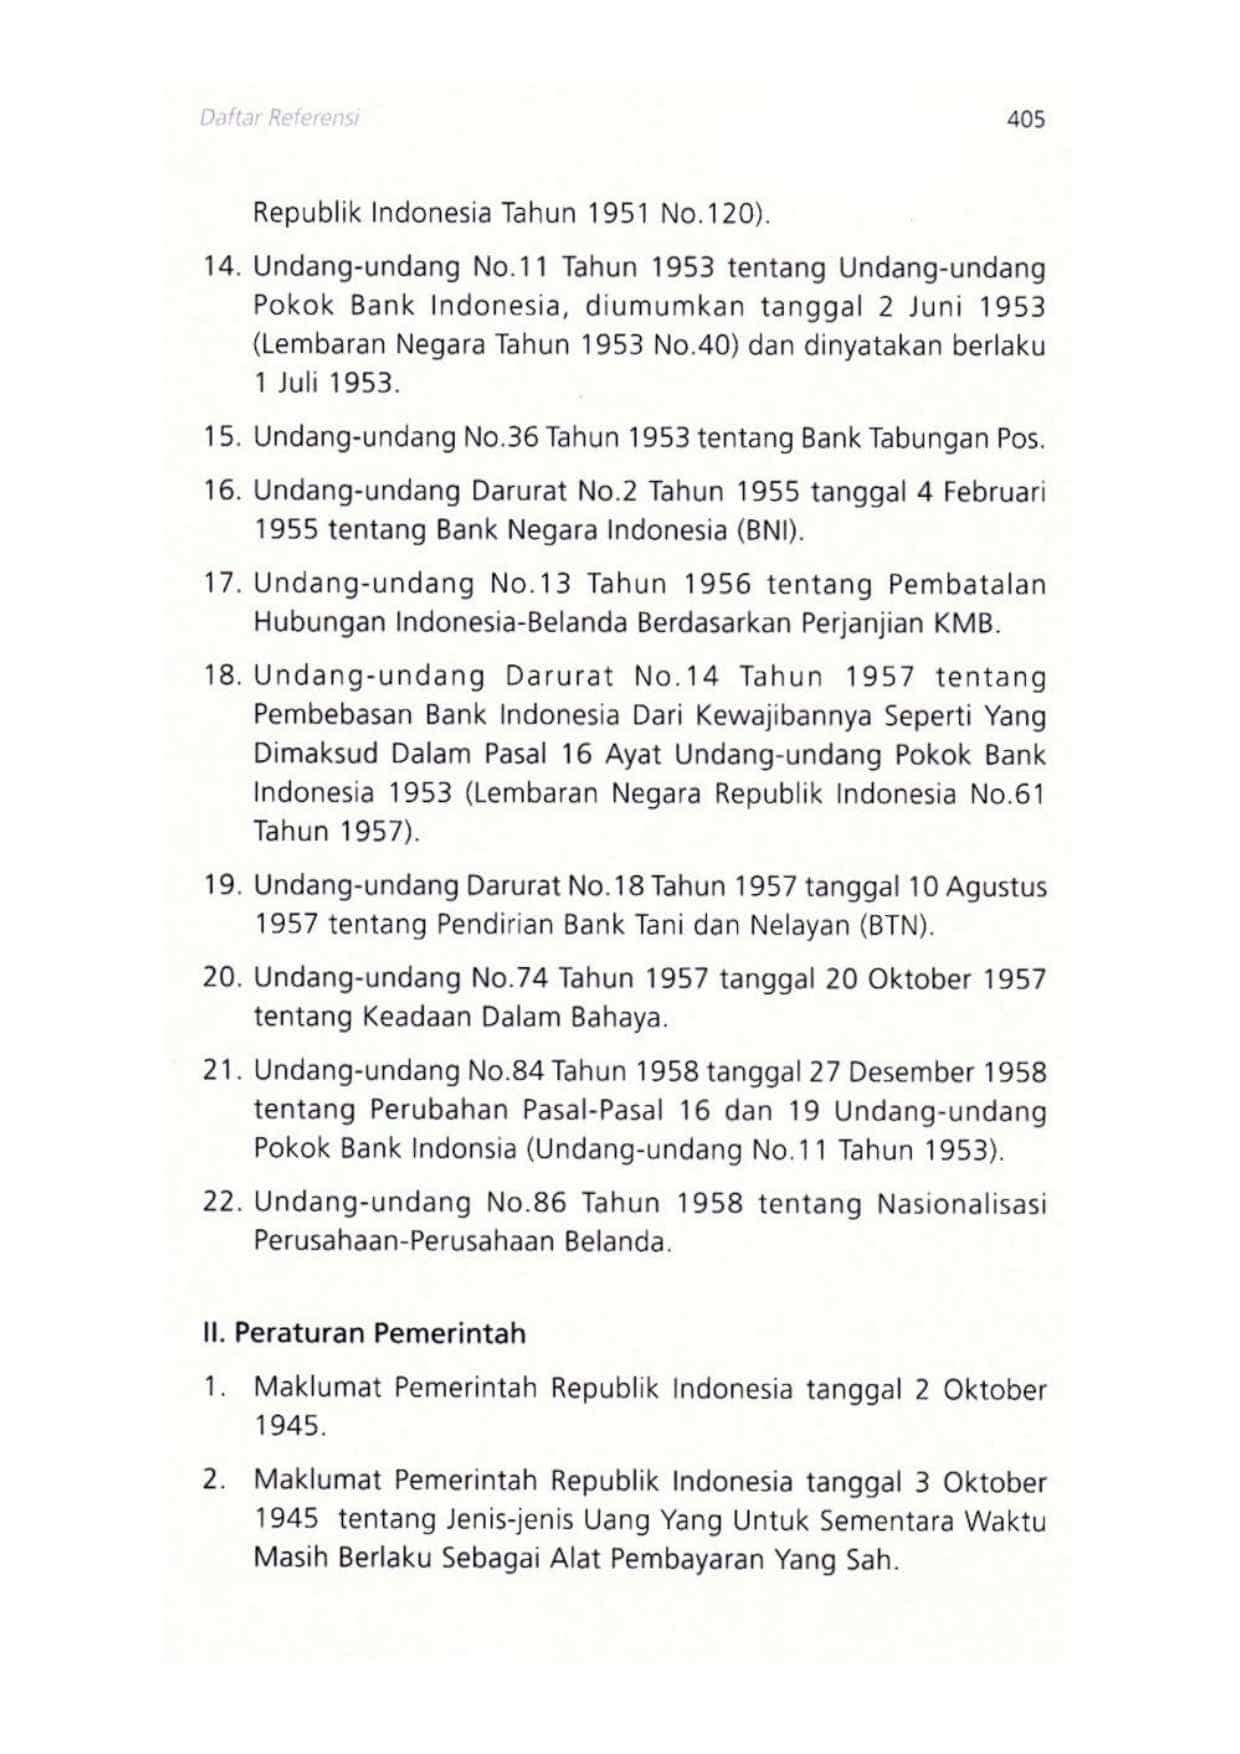 Daftar Referensi 405
Republik Indonesia Tahun 1951 No.120).
14. Undang-undang No.11 Tahun 1953 tentang Undang-undang
Pokok Bank Indonesia, diumumkan tanggal 2 Juni 1953
(Lembaran Negara Tahun 1953 No.40) dan dinyatakan berlaku
1 Juli 1953.
15. Undang-undang No.36 Tahun 1953 tentang Bank Tabungan Pos.
16. Undang-undang Darurat No.2 Tahun 1955 tanggal 4 Februari
1955 tentang Bank Negara Indonesia (BNI).
17. Undang-undang No.13 Tahun 1956 tentang Pembatalan
Hubungan Indonesia-Belanda Berdasarkan Perjanjian KMB.
18. Undang-undang Darurat No.14 Tahun 1957 tentang
Pembebasan Bank Indonesia Dari Kewajibannya Seperti Yang
Dimaksud Dalam Pasal 16 Ayat Undang-undang Pokok Bank
Indonesia 1953 (Lembaran Negara Republik Indonesia No.61
Tahun 1957).
19. Undang-undang Darurat No.18 Tahun 1957 tanggal 10 Agustus
1957 tentang Pendirian Bank Tani dan Nelayan (BTN).
20. Undang-undang No.74 Tahun 1957 tanggal 20 Oktober 1957
tentang Keadaan Dalam Bahaya.
21. Undang-undang No.84 Tahun 1958 tanggal 27 Desember 1958
tentang Perubahan Pasal-Pasal 16 dan 19 Undang-undang
Pokok Bank Indonsia (Undang-undang No.11 Tahun 1953).
22. Undang-undang No.86 Tahun 1958 tentang Nasionalisasi
Perusahaan-Perusahaan Belanda.
II. Peraturan Pemerintah
1. Maklumat Pemerintah Republik Indonesia tanggal 2 Oktober
1945.
2. Maklumat Pemerintah Republik Indonesia tanggal 3 Oktober
1945 tentang Jenis-jenis Uang Yang Untuk Sementara Waktu
Masih Berlaku Sebagai Alat Pembayaran Yang Sah.